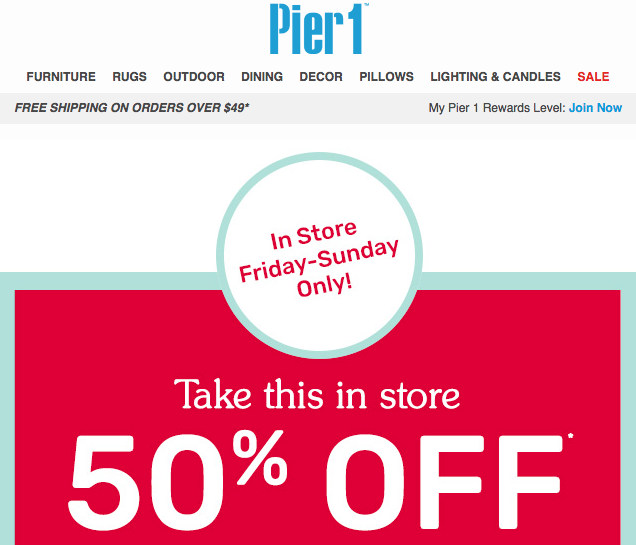 Pier1™
FURNITURE RUGS OUTDOOR DINING DECOR PILLOWS LIGHTING & CANDLES SALE
FREE SHIPPING ON ORDERS OVER $49* My Pier 1 Rewards Level: Join Now
In Store
Friday-Sunday
Only!
Take this in store
50% OFF*